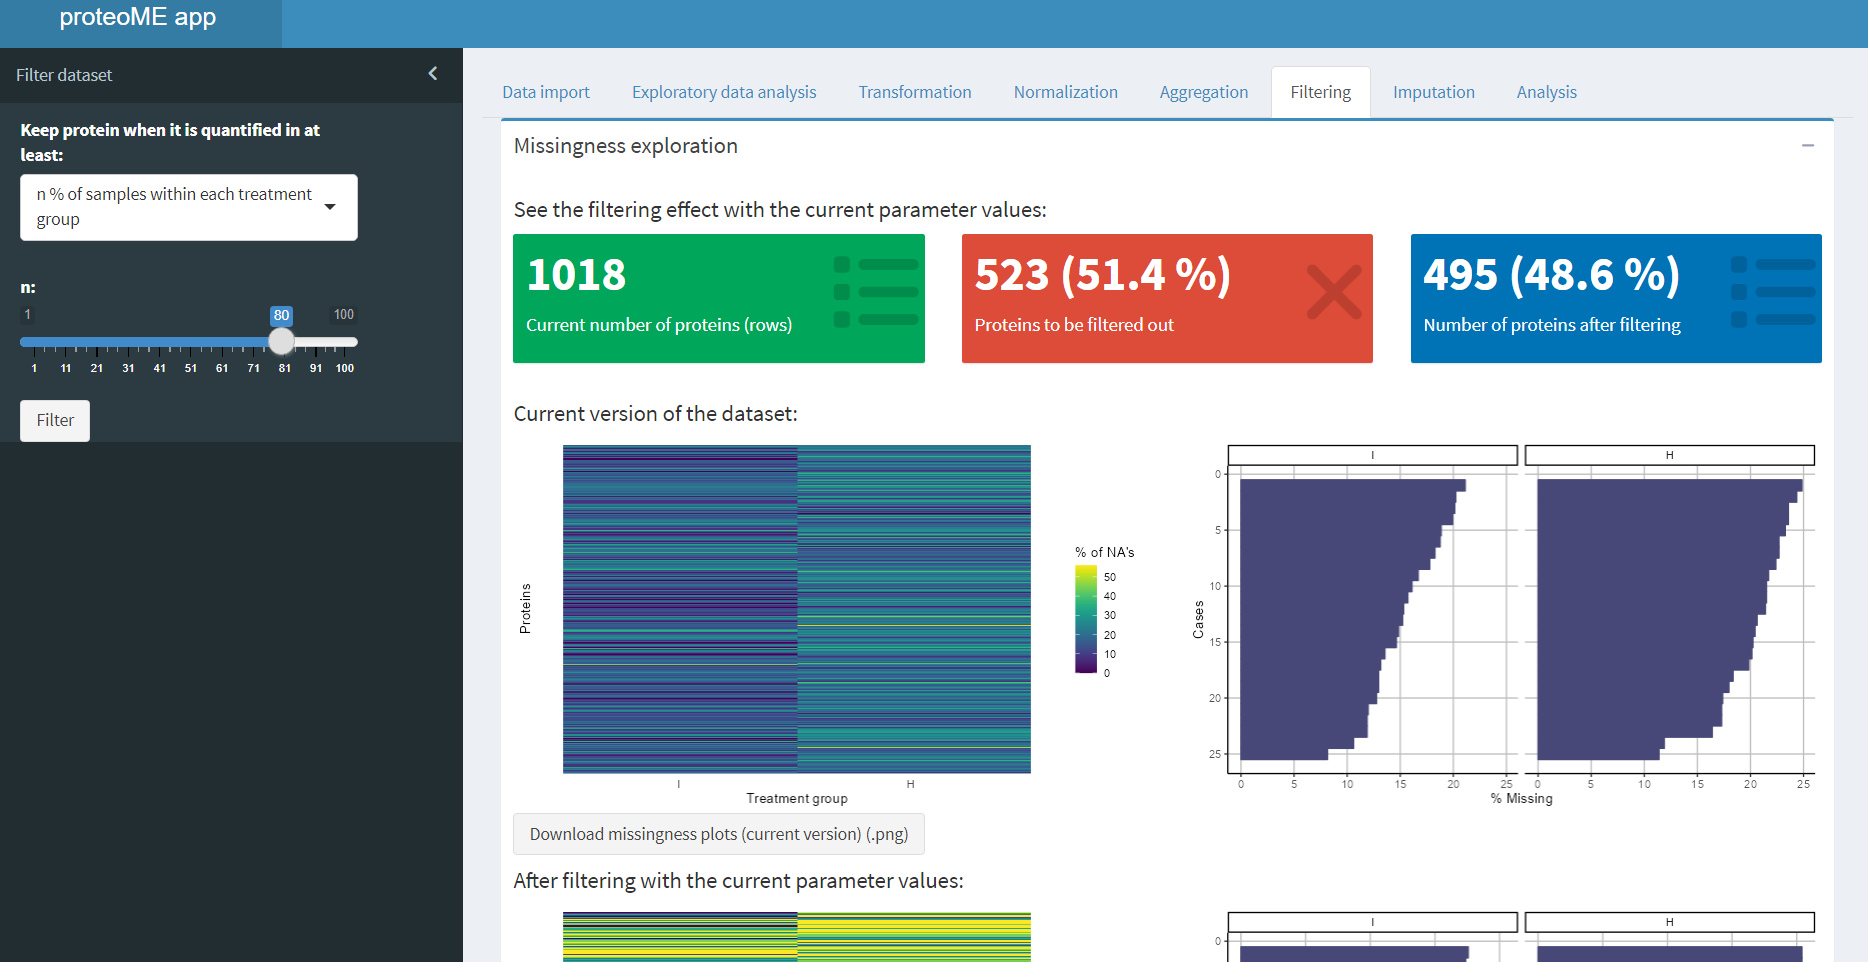 proteoME app
Filter dataset
Keep protein when it is quantified in at
least:
n % of samples within each treatment
group
n:
1 80 100
1 11 21 31 41 51 61 71 81 91 100
Filter
Data import Exploratory data analysis Transformation Normalization Aggregation Filtering Imputation Analysis
Missingness exploration
See the filtering effect with the current parameter values:
1018
Current number of proteins (rows)
523 (51.4 %)
Proteins to be filtered out
495 (48.6 %)
Number of proteins after filtering
Current version of the dataset:
Proteins
I H
Treatment group
% of NA's
50
40
30
20
10
0
I H
Cases
0
5
10
15
20
25
0 5 10 15 20 25 0 5 10 15 20 25
% Missing
Download missingness plots (current version) (.png)
After filtering with the current parameter values:
I H
0